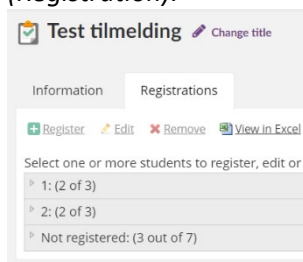 (Registration).
Test tilmelding Change title
Information Registrations
Register Edit Remove View in Excel
Select one or more students to register, edit or
1: (2 of 3)
2: (2 of 3)
Not registered: (3 out of 7)